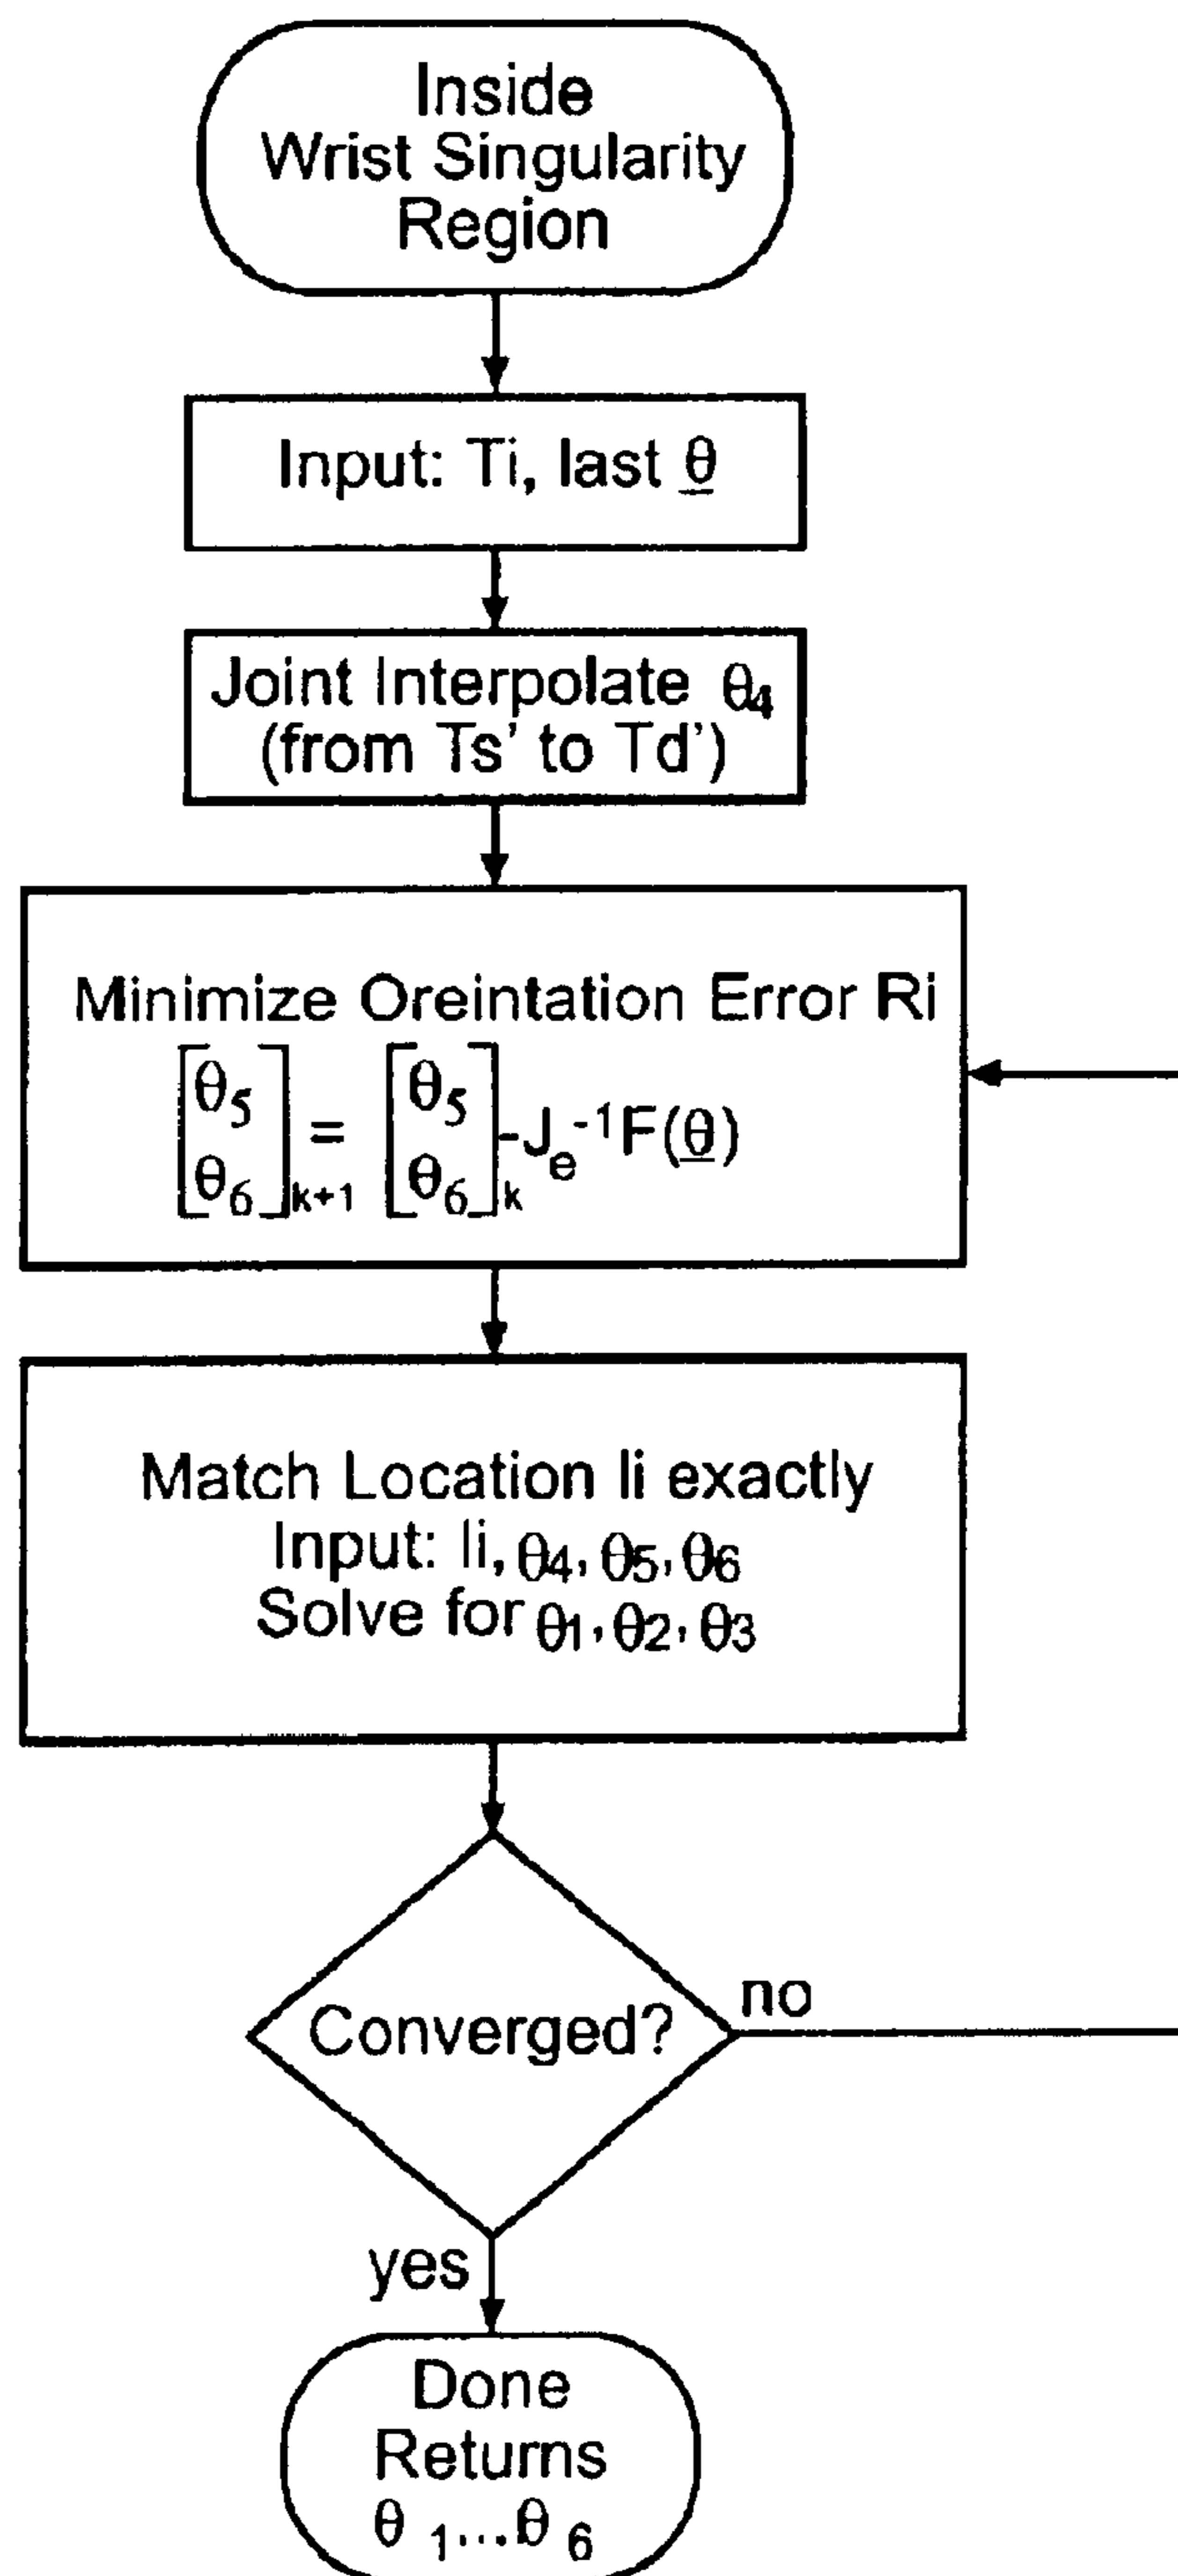 Inside
Wrist Singularity
Region
Input: Ti, last θ
Joint Interpolate θ4
(from Ts' to Td')
Minimize Oreintation Error Ri
[θ5 θ6]k+1 = [θ5 θ6]k -Je-1F(θ)
Match Location li exactly
Input: li, θ4, θ5, θ6
Solve for θ1, θ2, θ3
Converged?
no
yes
Done
Returns
θ 1...θ 6